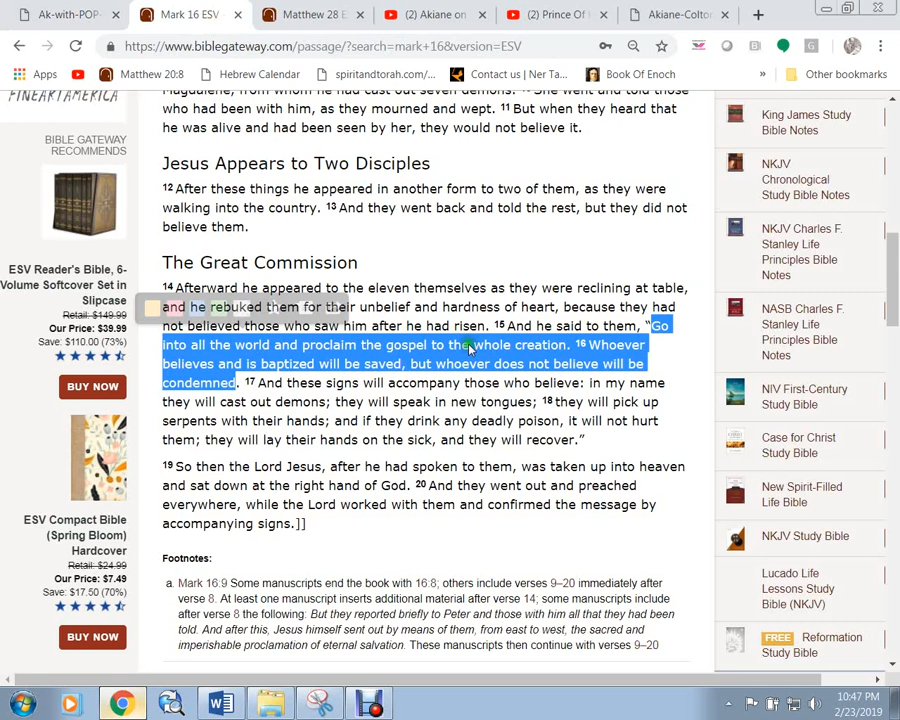 Ak-with-POP-
Mark 16 ESV -
Matthew 28 E
(2) Akiane on
(2) Prince Of
Akiane-Colto
https://www.biblegateway.com/passage/?search=mark+16&version=ESV
Apps
Matthew 20:8
Hebrew Calendar
spiritandtorah.com/...
Contact us | Ner Ta...
Book Of Enoch
»
Other bookmarks
FINEARTAMERICA
BIBLE GATEWAY
RECOMMENDS
ESV Reader's Bible, 6-
Volume Softcover Set in
Slipcase
Retail: $149.99
Our Price: $39.99
Save: $110.00 (73%)
BUY NOW
ESV Compact Bible
(Spring Bloom)
Hardcover
Retail: $24.99
Our Price: $7.49
Save: $17.50 (70%)
BUY NOW
Magdalene, from whom he had cast out seven demons. She went and told those
who had been with him, as they mourned and wept. 11 But when they heard that
he was alive and had been seen by her, they would not believe it.
Jesus Appears to Two Disciples
12 After these things he appeared in another form to two of them, as they were
walking into the country. 13 And they went back and told the rest, but they did not
believe them.
The Great Commission
14 Afterward he appeared to the eleven themselves as they were reclining at table,
and he rebuked them for their unbelief and hardness of heart, because they had
not believed those who saw him after he had risen. 15 And he said to them, “Go
into all the world and proclaim the gospel to the whole creation. 16 Whoever
believes and is baptized will be saved, but whoever does not believe will be
condemned. 17 And these signs will accompany those who believe: in my name
they will cast out demons; they will speak in new tongues; 18 they will pick up
serpents with their hands; and if they drink any deadly poison, it will not hurt
them; they will lay their hands on the sick, and they will recover.”
19 So then the Lord Jesus, after he had spoken to them, was taken up into heaven
and sat down at the right hand of God. 20 And they went out and preached
everywhere, while the Lord worked with them and confirmed the message by
accompanying signs.]]
Footnotes:
a. Mark 16:9 Some manuscripts end the book with 16:8; others include verses 9–20 immediately after
verse 8. At least one manuscript inserts additional material after verse 14; some manuscripts include
after verse 8 the following: But they reported briefly to Peter and those with him all that they had been
told. And after this, Jesus himself sent out by means of them, from east to west, the sacred and
imperishable proclamation of eternal salvation. These manuscripts then continue with verses 9–20
King James Study
Bible Notes
NKJV
Chronological
Study Bible Notes
NKJV Charles F.
Stanley Life
Principles Bible
Notes
NASB Charles F.
Stanley Life
Principles Bible
Notes
NIV First-Century
Study Bible
Case for Christ
Study Bible
New Spirit-Filled
Life Bible
NKJV Study Bible
Lucado Life
Lessons Study
Bible (NKJV)
FREE Reformation
Study Bible
10:47 PM
2/23/2019